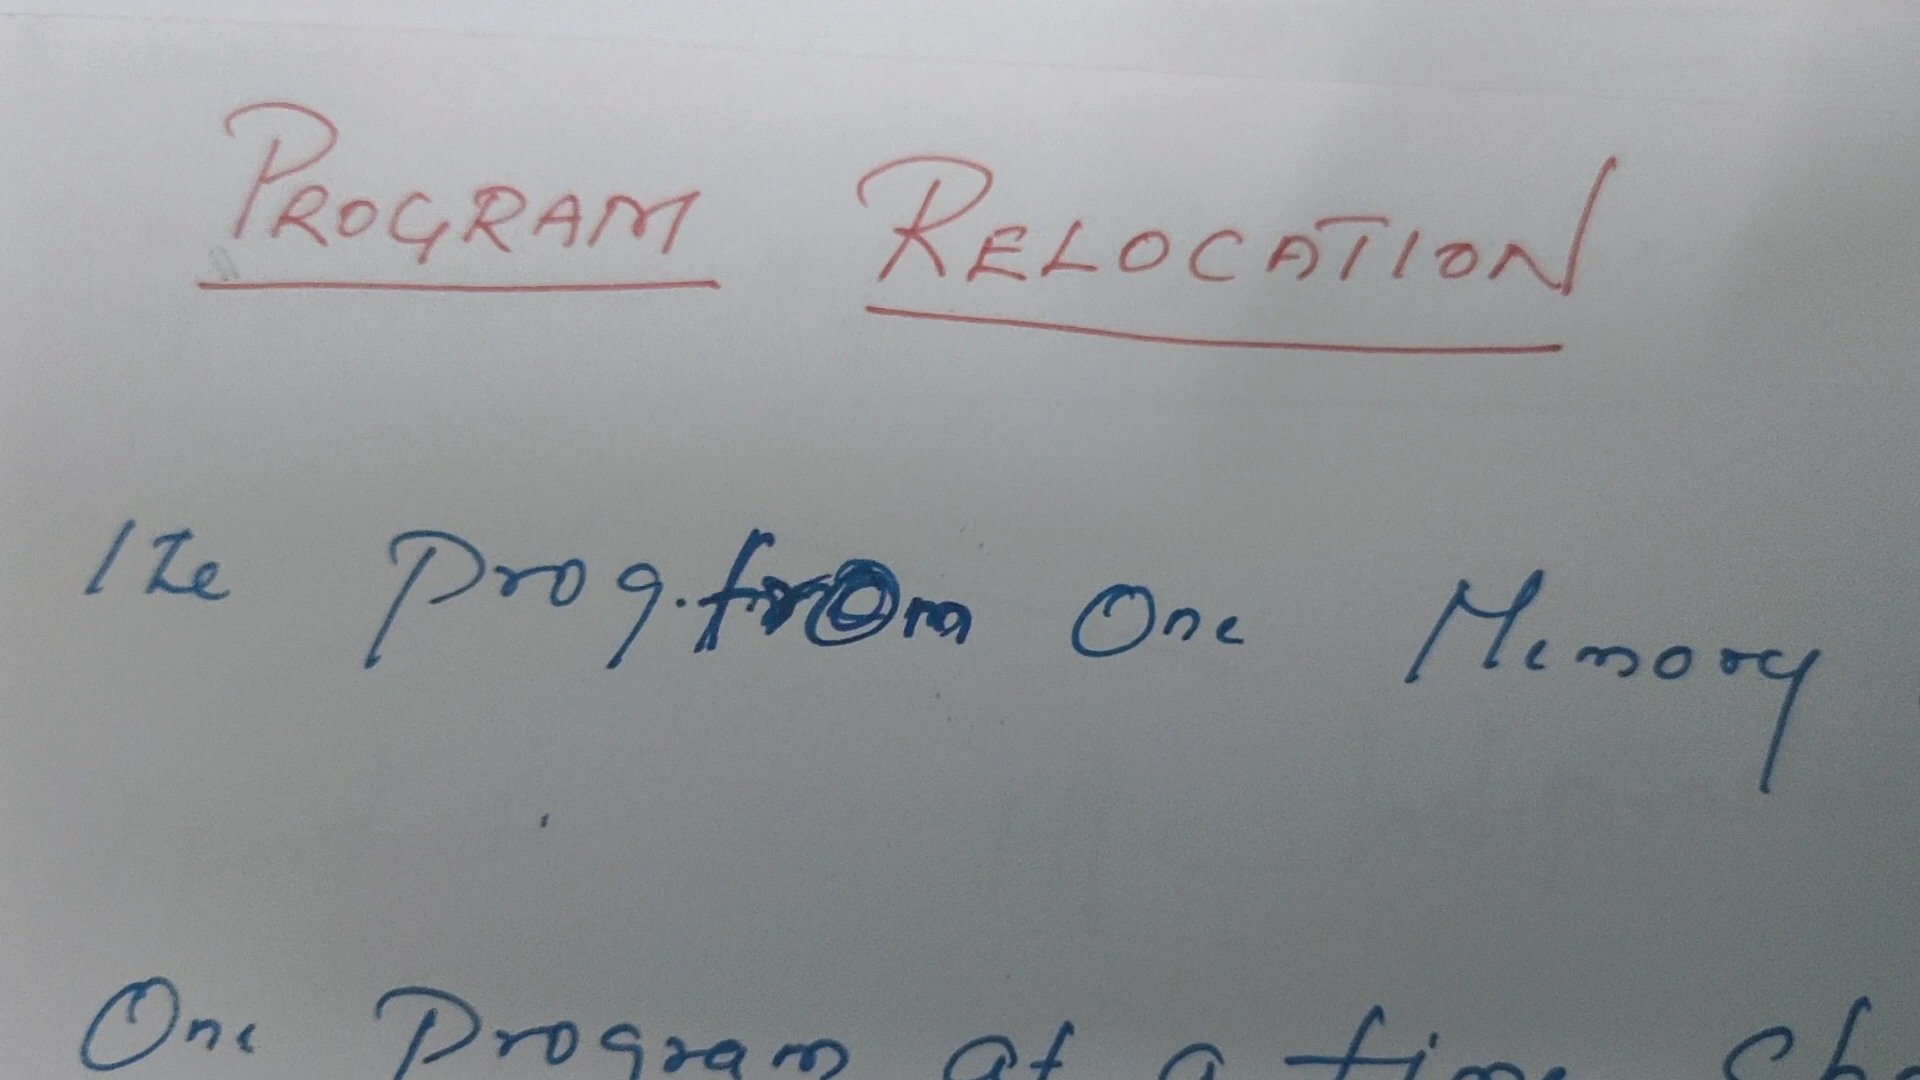 PROGRAM RELOCATION
the Prog. from One Memory
One Program at a time